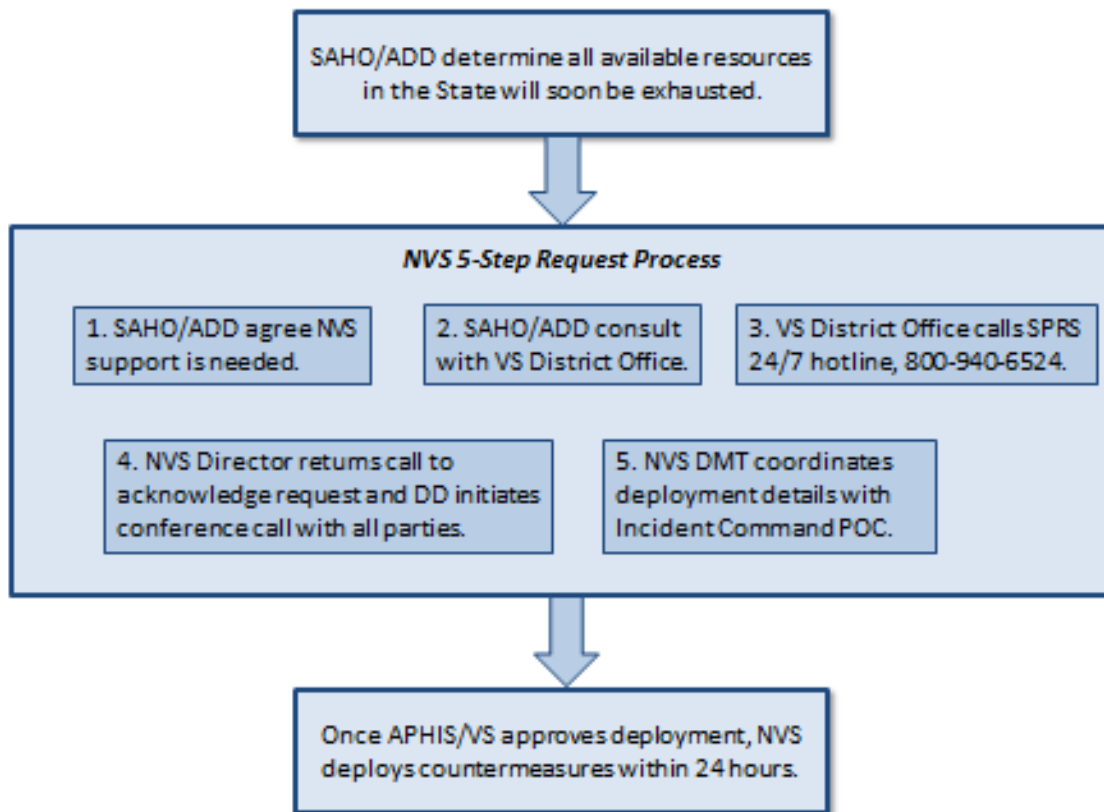 SAHO/ADD determine all available resources
in the State will soon be exhausted.
NVS 5-Step Request Process
1. SAHO/ADD agree NVS
support is needed.
2. SAHO/ADD consult
with VS District Office.
3. VS District Office calls SPRS
24/7 hotline, 800-940-6524.
4. NVS Director returns call to
acknowledge request and DD initiates
conference call with all parties.
5. NVS DMT coordinates
deployment details with
Incident Command POC.
Once APHIS/VS approves deployment, NVS
deploys countermeasures within 24 hours.